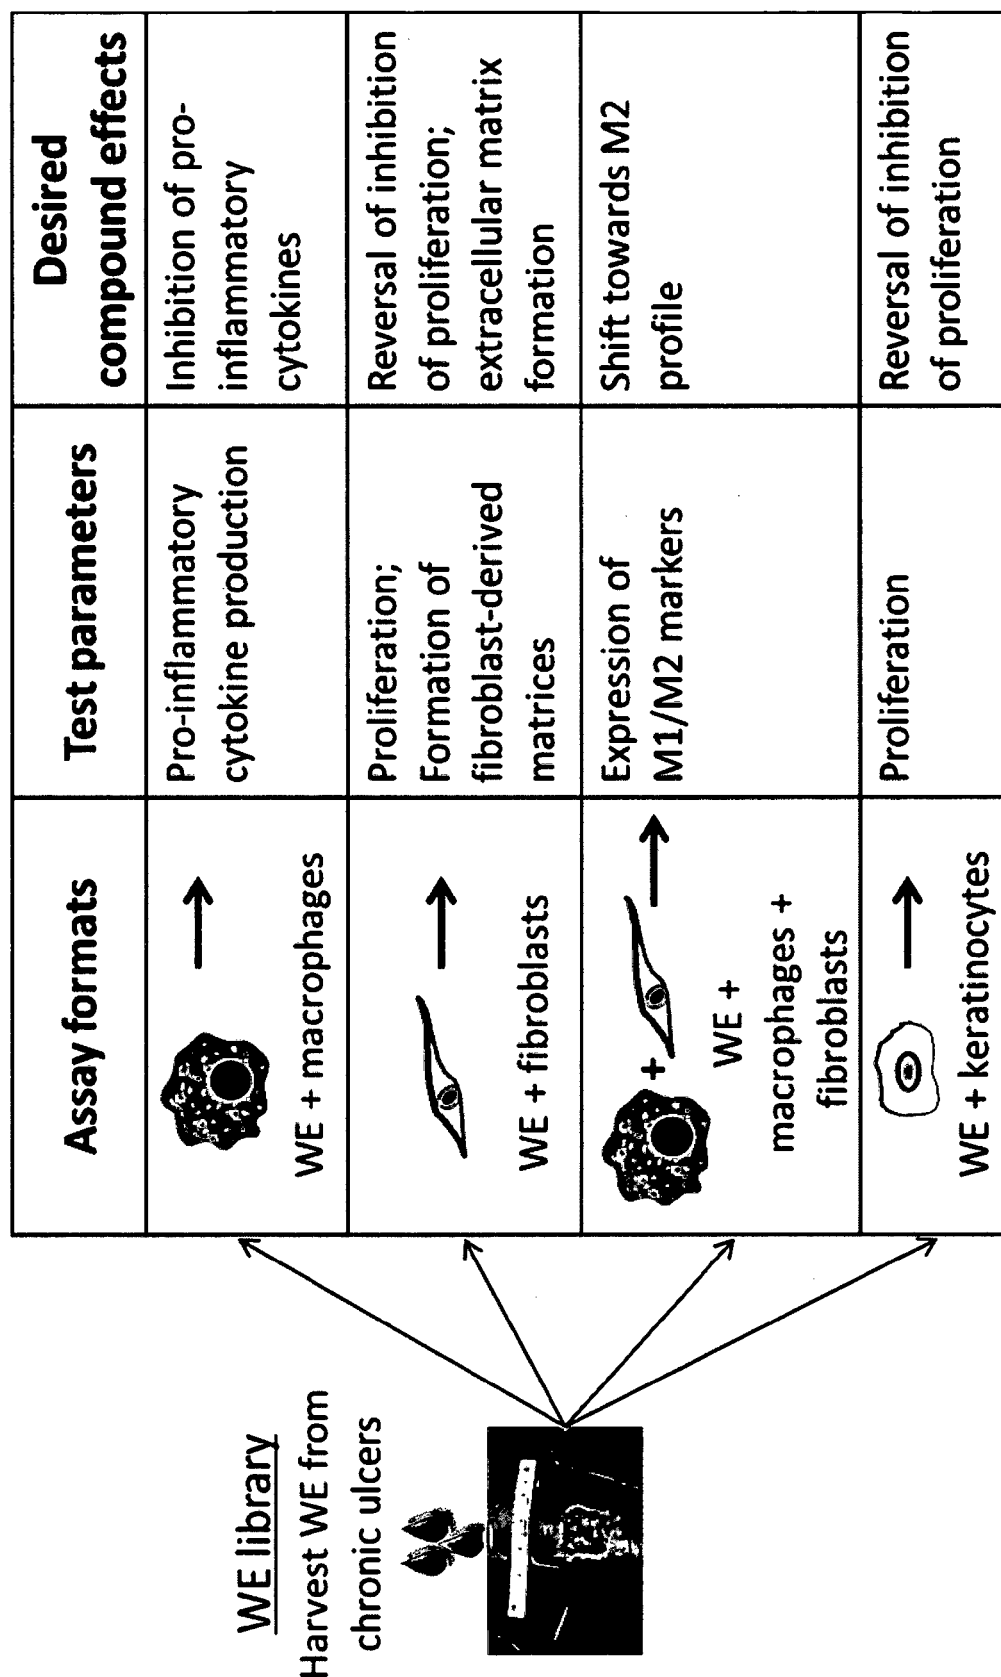 WE library
Harvest WE from
chronic ulcers
Assay formats
Test parameters
Desired
compound effects
WE + macrophages
Pro-inflammatory
cytokine production
Inhibition of pro-
inflammatory
cytokines
WE + fibroblasts
Proliferation;
Formation of
fibroblast-derived
matrices
Reversal of inhibition
of proliferation;
extracellular matrix
formation
+
WE +
macrophages +
fibroblasts
Expression of
M1/M2 markers
Shift towards M2
profile
WE + keratinocytes
Proliferation
Reversal of inhibition
of proliferation